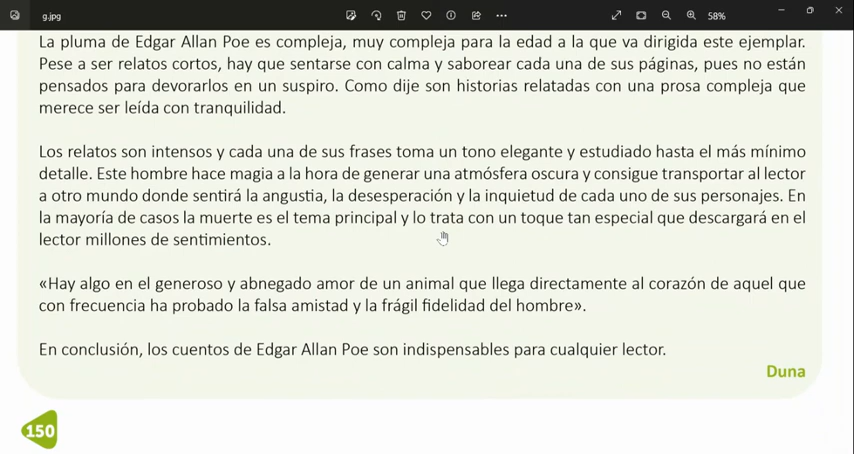 g.jpg
58%
La pluma de Edgar Allan Poe es compleja, muy compleja para la edad a la que va dirigida este ejemplar.
Pese a ser relatos cortos, hay que sentarse con calma y saborear cada una de sus páginas, pues no están
pensados para devorarlos en un suspiro. Como dije son historias relatadas con una prosa compleja que
merece ser leída con tranquilidad.
Los relatos son intensos y cada una de sus frases toma un tono elegante y estudiado hasta el más mínimo
detalle. Este hombre hace magia a la hora de generar una atmósfera oscura y consigue transportar al lector
a otro mundo donde sentirá la angustia, la desesperación y la inquietud de cada uno de sus personajes. En
la mayoría de casos la muerte es el tema principal y lo trata con un toque tan especial que descargará en el
lector millones de sentimientos.
«Hay algo en el generoso y abnegado amor de un animal que llega directamente al corazón de aquel que
con frecuencia ha probado la falsa amistad y la frágil fidelidad del hombre».
En conclusión, los cuentos de Edgar Allan Poe son indispensables para cualquier lector.
Duna
150